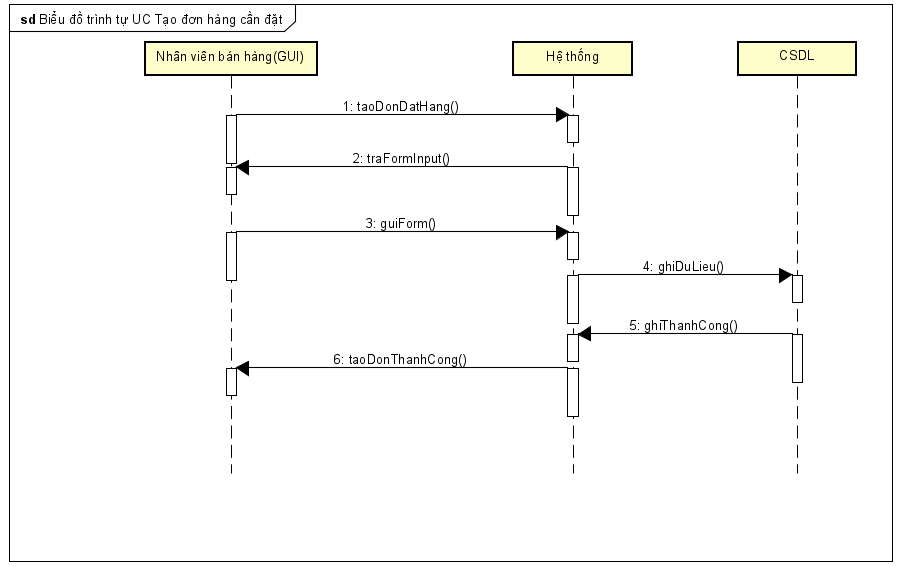 sd Biểu đồ trình tự UC Tạo đơn hàng cần đặt
Nhân viên bán hàng(GUI)
Hệ thống
CSDL
1: taoDonDatHang()
2: traFormInput()
3: guiForm()
4: ghiDuLieu()
5: ghiThanhCong()
6: taoDonThanhCong()